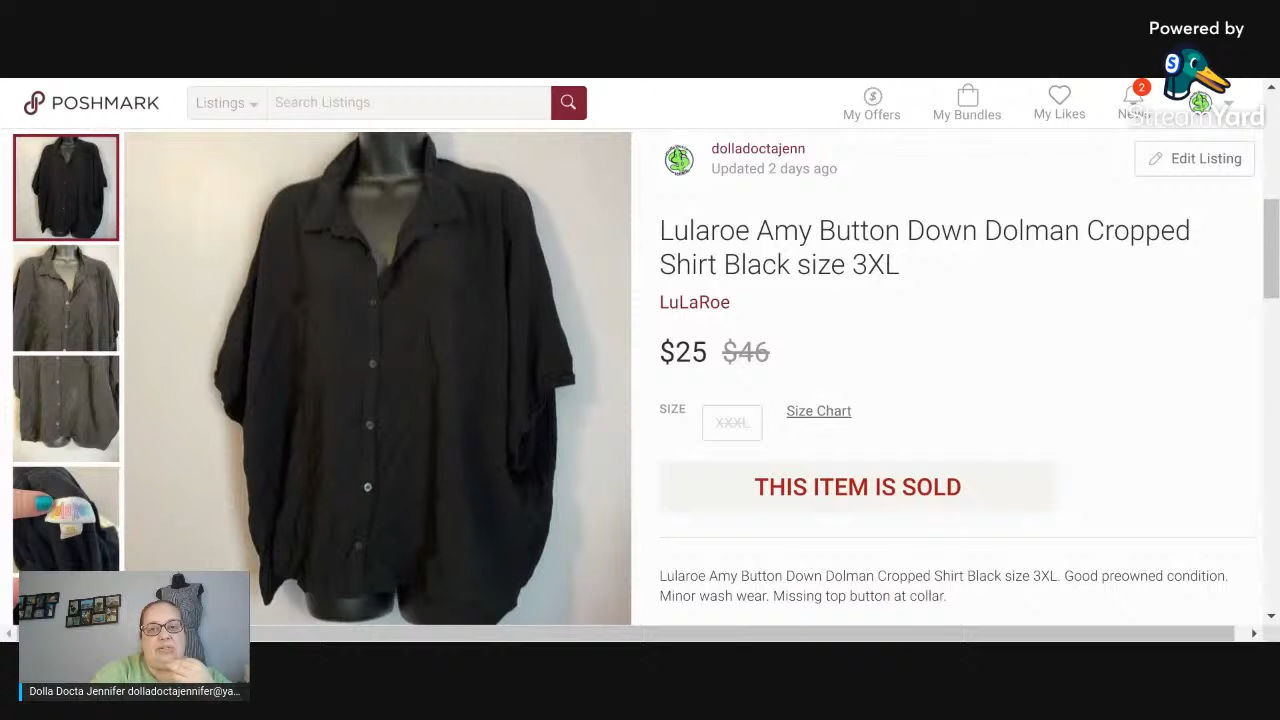 Powered by
StreamYard
POSHMARK
Listings
Search Listings
My Offers
My Bundles
My Likes
2
dolladoctajenn
Updated 2 days ago
Edit Listing
Lularoe Amy Button Down Dolman Cropped
Shirt Black size 3XL
LuLaRoe
$25 $46
SIZE
XXXL
Size Chart
THIS ITEM IS SOLD
Lularoe Amy Button Down Dolman Cropped Shirt Black size 3XL. Good preowned condition.
Minor wash wear. Missing top button at collar.
Dolla Docta Jennifer dolladoctajennifer@ya...